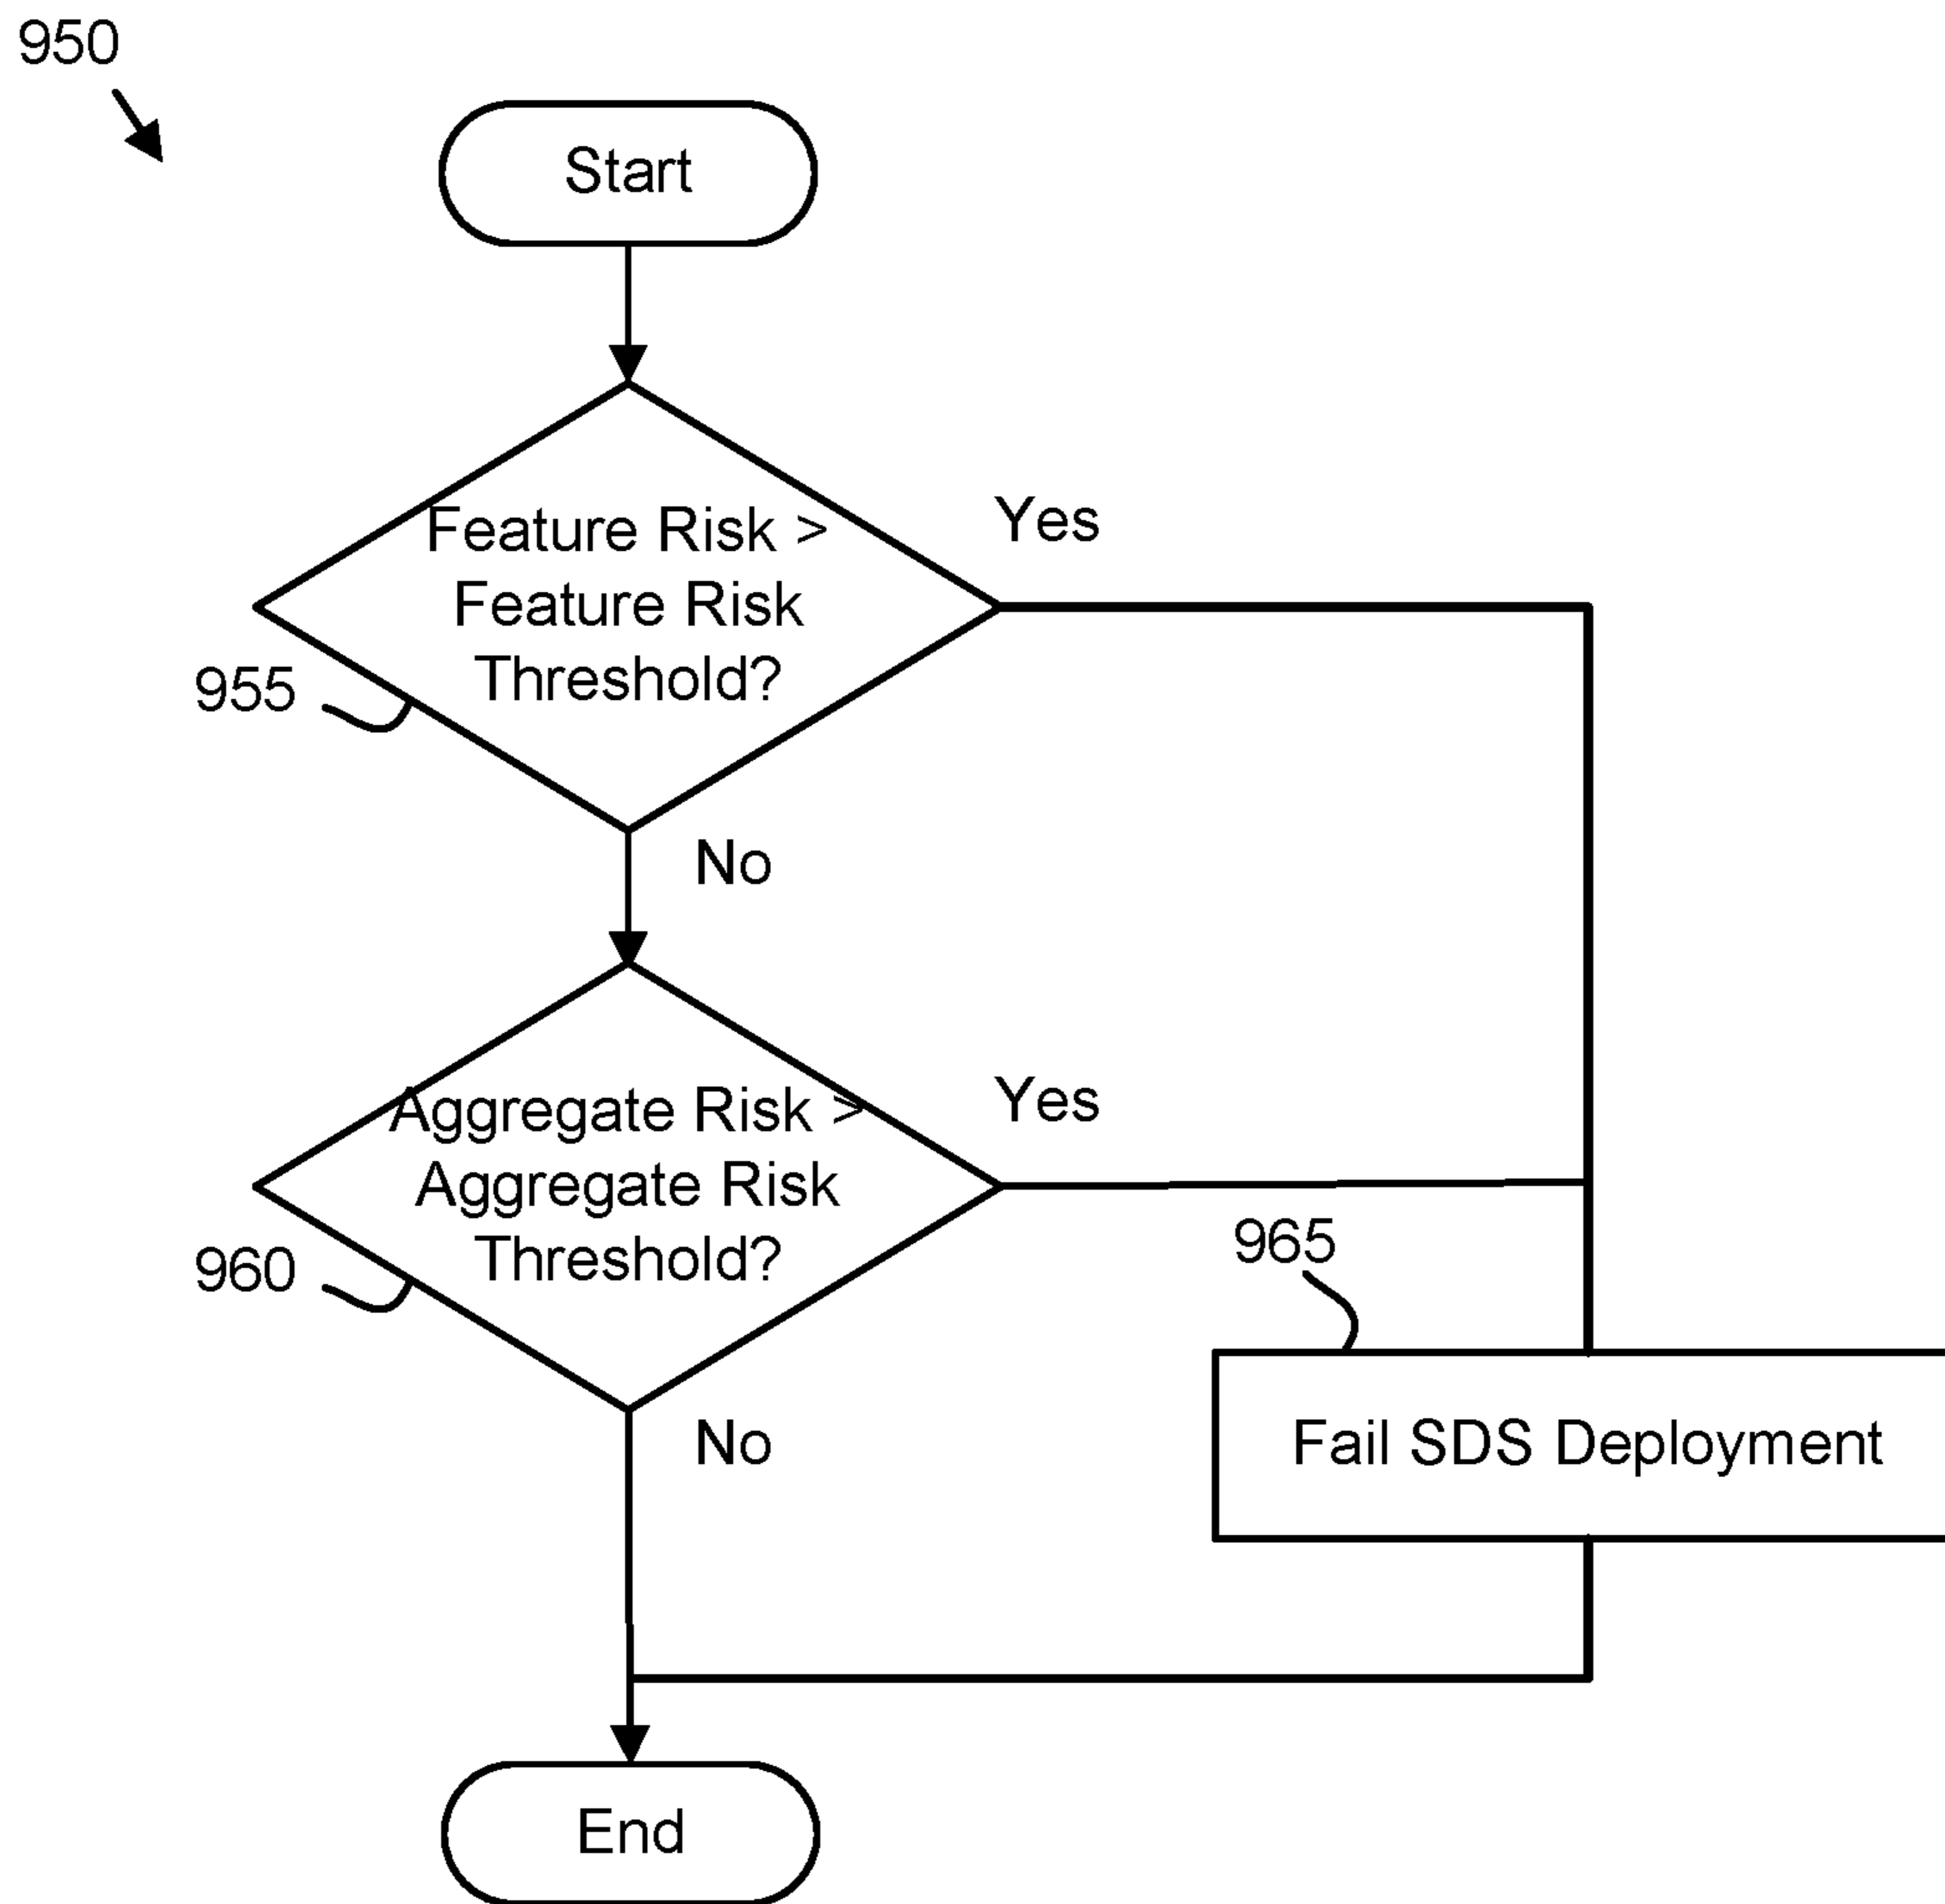 950
Start
Feature Risk >
Feature Risk
Threshold?
Yes
955
No
Aggregate Risk >
Aggregate Risk
Threshold?
Yes
960
965
No
Fail SDS Deployment
End